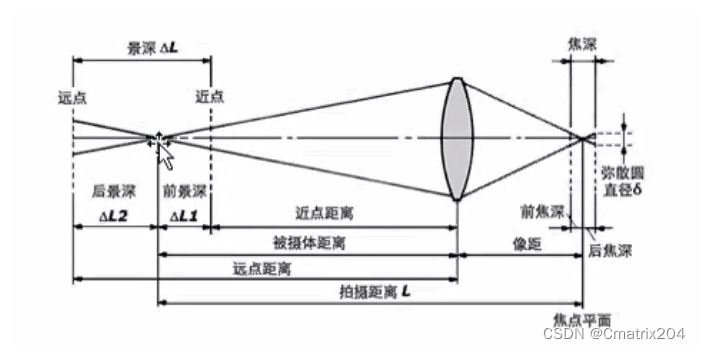 景深 ΔL
焦深
远点
近点
弥散圆
直径δ
后景深
ΔL2
前景深
ΔL1
近点距离
前焦深
被摄体距离
像距
后焦深
远点距离
拍摄距离 L
焦点平面
CSDN @Cmatrix204